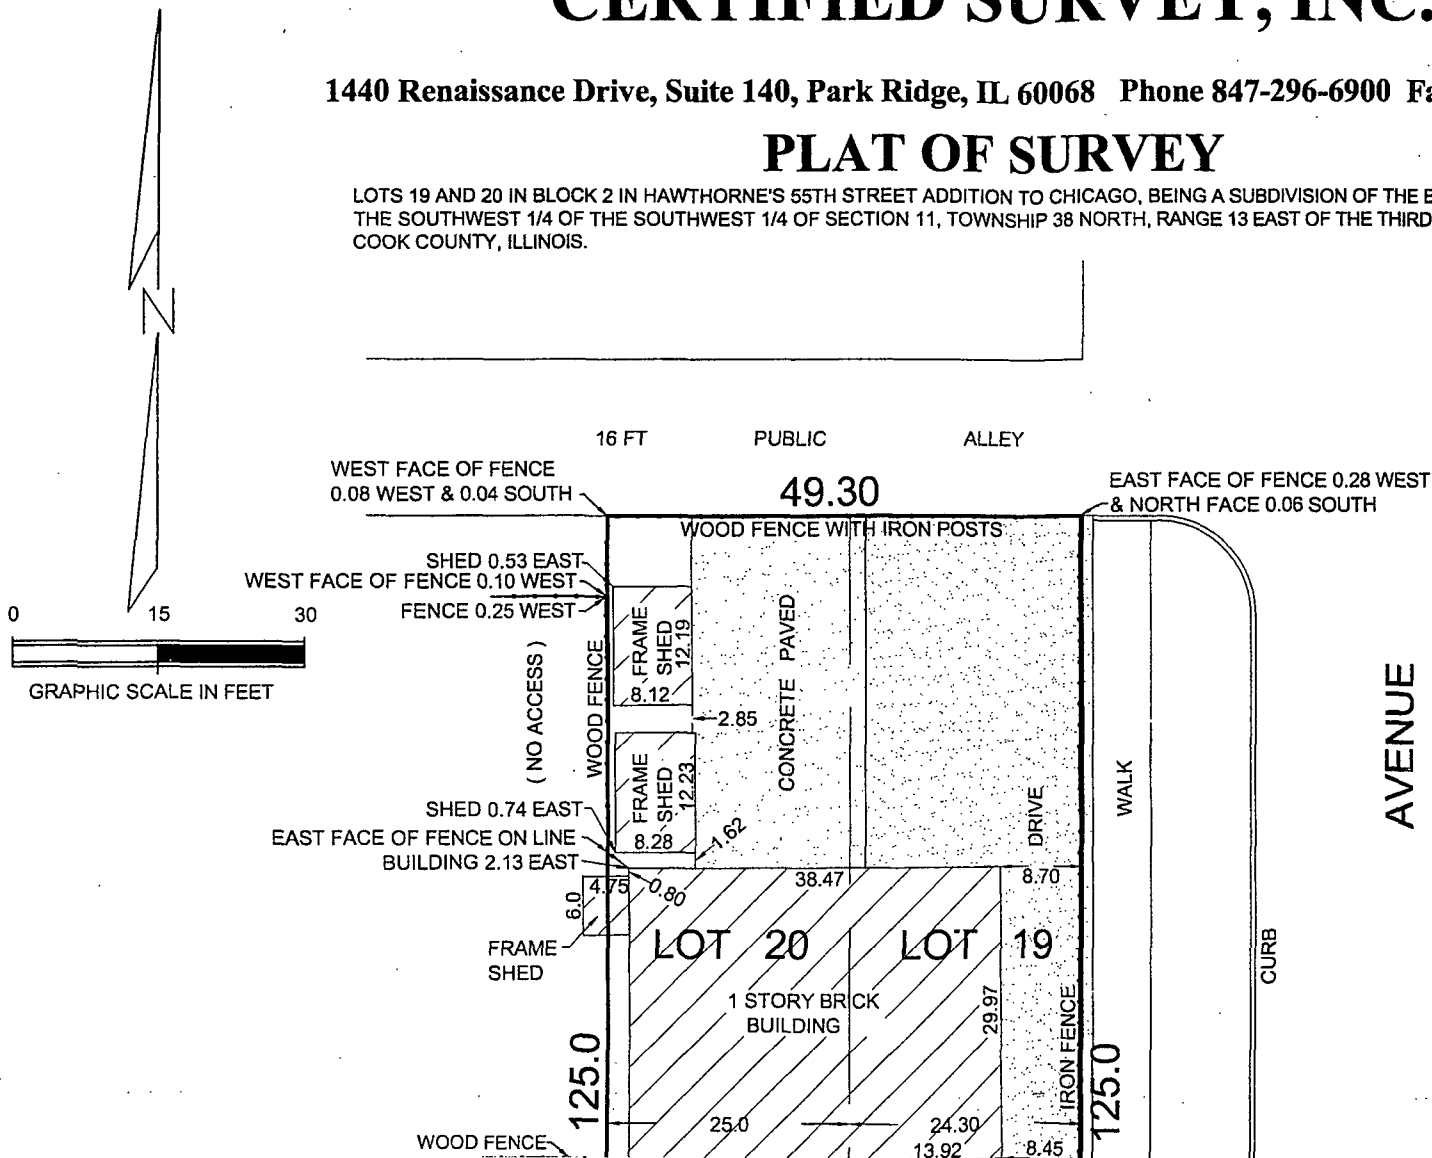 CERTIFIED SURVEY, INC.
1440 Renaissance Drive, Suite 140, Park Ridge, IL 60068 Phone 847-296-6900
PLAT OF SURVEY
LOTS 19 AND 20 IN BLOCK 2 IN HAWTHORNE'S 55TH STREET ADDITION TO CHICAGO, BEING A SUBDIVISION OF THE
THE SOUTHWEST 1/4 OF THE SOUTHWEST 1/4 OF SECTION 11, TOWNSHIP 38 NORTH, RANGE 13 EAST OF THE THIRD
COOK COUNTY, ILLINOIS.
N
16 FT PUBLIC ALLEY
WEST FACE OF FENCE
0.08 WEST & 0.04 SOUTH
49.30
EAST FACE OF FENCE 0.28 WEST
& NORTH FACE 0.06 SOUTH
WOOD FENCE WITH IRON POSTS
SHED 0.53 EAST
WEST FACE OF FENCE 0.10 WEST
FENCE 0.25 WEST
0 15 30
GRAPHIC SCALE IN FEET
( NO ACCESS )
WOOD FENCE
FRAME
SHED
12.19
8.12
2.85
CONCRETE PAVED
FRAME
SHED
12.23
8.28
1.62
DRIVE
WALK
AVENUE
SHED 0.74 EAST
EAST FACE OF FENCE ON LINE
BUILDING 2.13 EAST
38.47
8.70
4.75
0.80
6.0
FRAME
SHED
LOT 20
LOT 19
CURB
1 STORY BRICK
BUILDING
29.97
IRON FENCE
125.0
125.0
25.0
24.30
WOOD FENCE
13.92
8.45